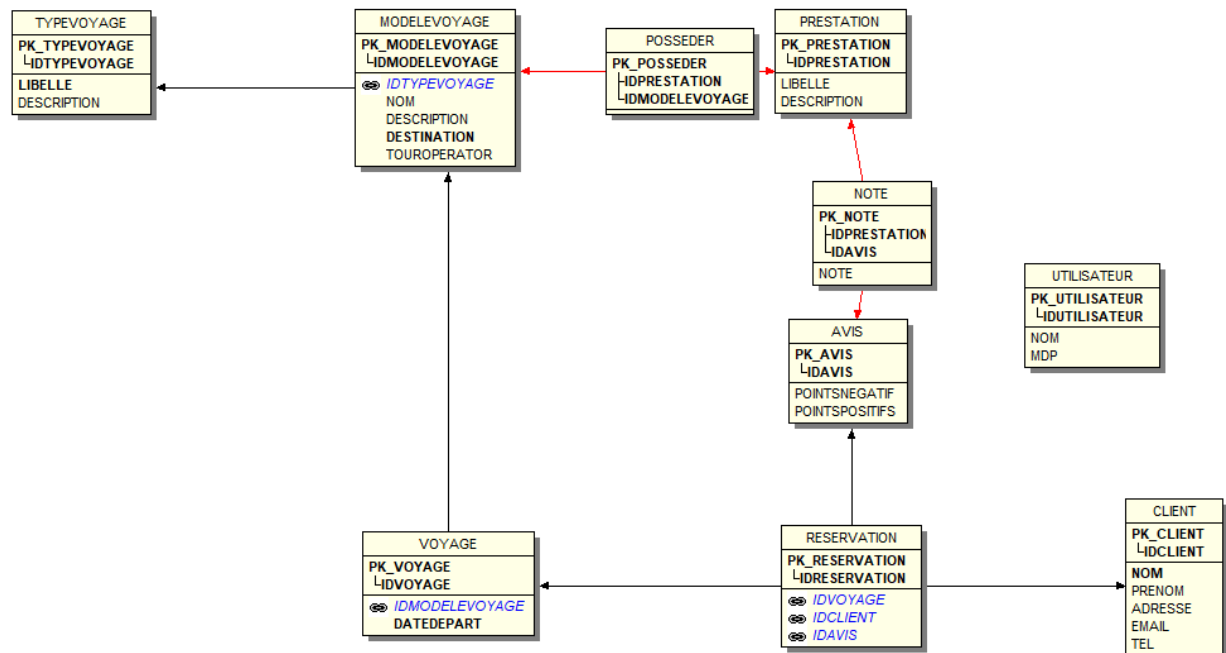 TYPEVOYAGE
PK_TYPEVOYAGE
IDTYPEVOYAGE
LIBELLE
DESCRIPTION
MODELEVOYAGE
PK_MODELEVOYAGE
IDMODELEVOYAGE
IDTYPEVOYAGE
NOM
DESCRIPTION
DESTINATION
TOUROPERATOR
POSSEDER
PK_POSSEDER
IDPRESTATION
IDMODELEVOYAGE
PRESTATION
PK_PRESTATION
IDPRESTATION
LIBELLE
DESCRIPTION
NOTE
PK_NOTE
IDPRESTATION
IDAVIS
NOTE
UTILISATEUR
PK_UTILISATEUR
IDUTILISATEUR
NOM
MDP
AVIS
PK_AVIS
IDAVIS
POINTSNEGATIF
POINTSPOSITIFS
VOYAGE
PK_VOYAGE
IDVOYAGE
IDMODELEVOYAGE
DATEDEPART
RESERVATION
PK_RESERVATION
IDRESERVATION
IDVOYAGE
IDCLIENT
IDAVIS
CLIENT
PK_CLIENT
IDCLIENT
NOM
PRENOM
ADRESSE
EMAIL
TEL